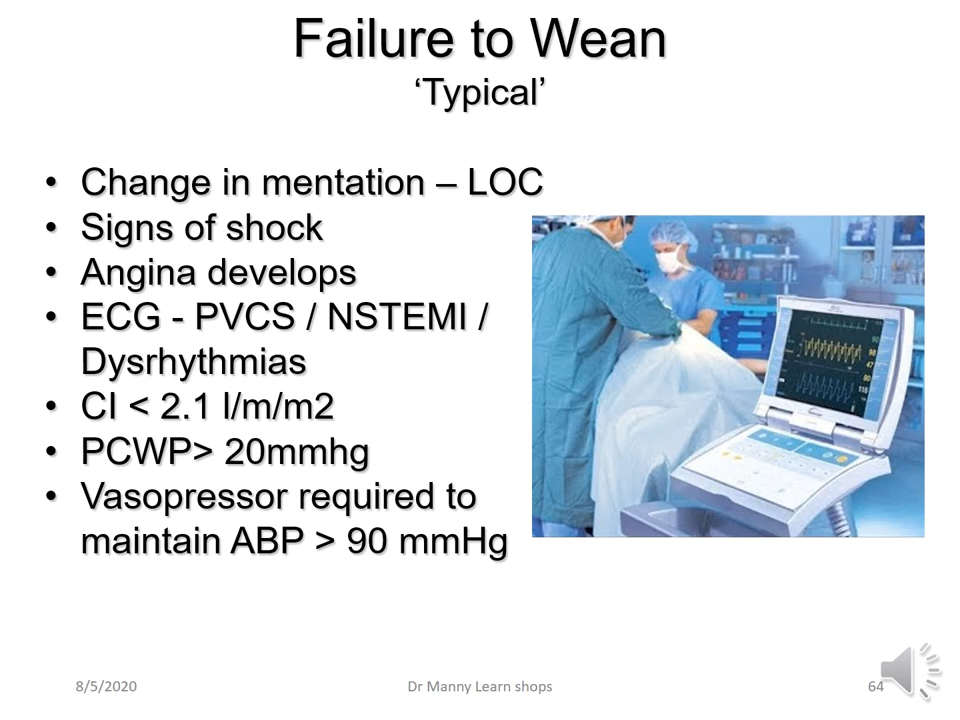 Failure to Wean
‘Typical’
• Change in mentation – LOC
• Signs of shock
• Angina develops
• ECG - PVCS / NSTEMI /
Dysrhythmias
• CI < 2.1 l/m/m2
• PCWP> 20mmhg
• Vasopressor required to
maintain ABP > 90 mmHg
8/5/2020
Dr Manny Learn shops
64